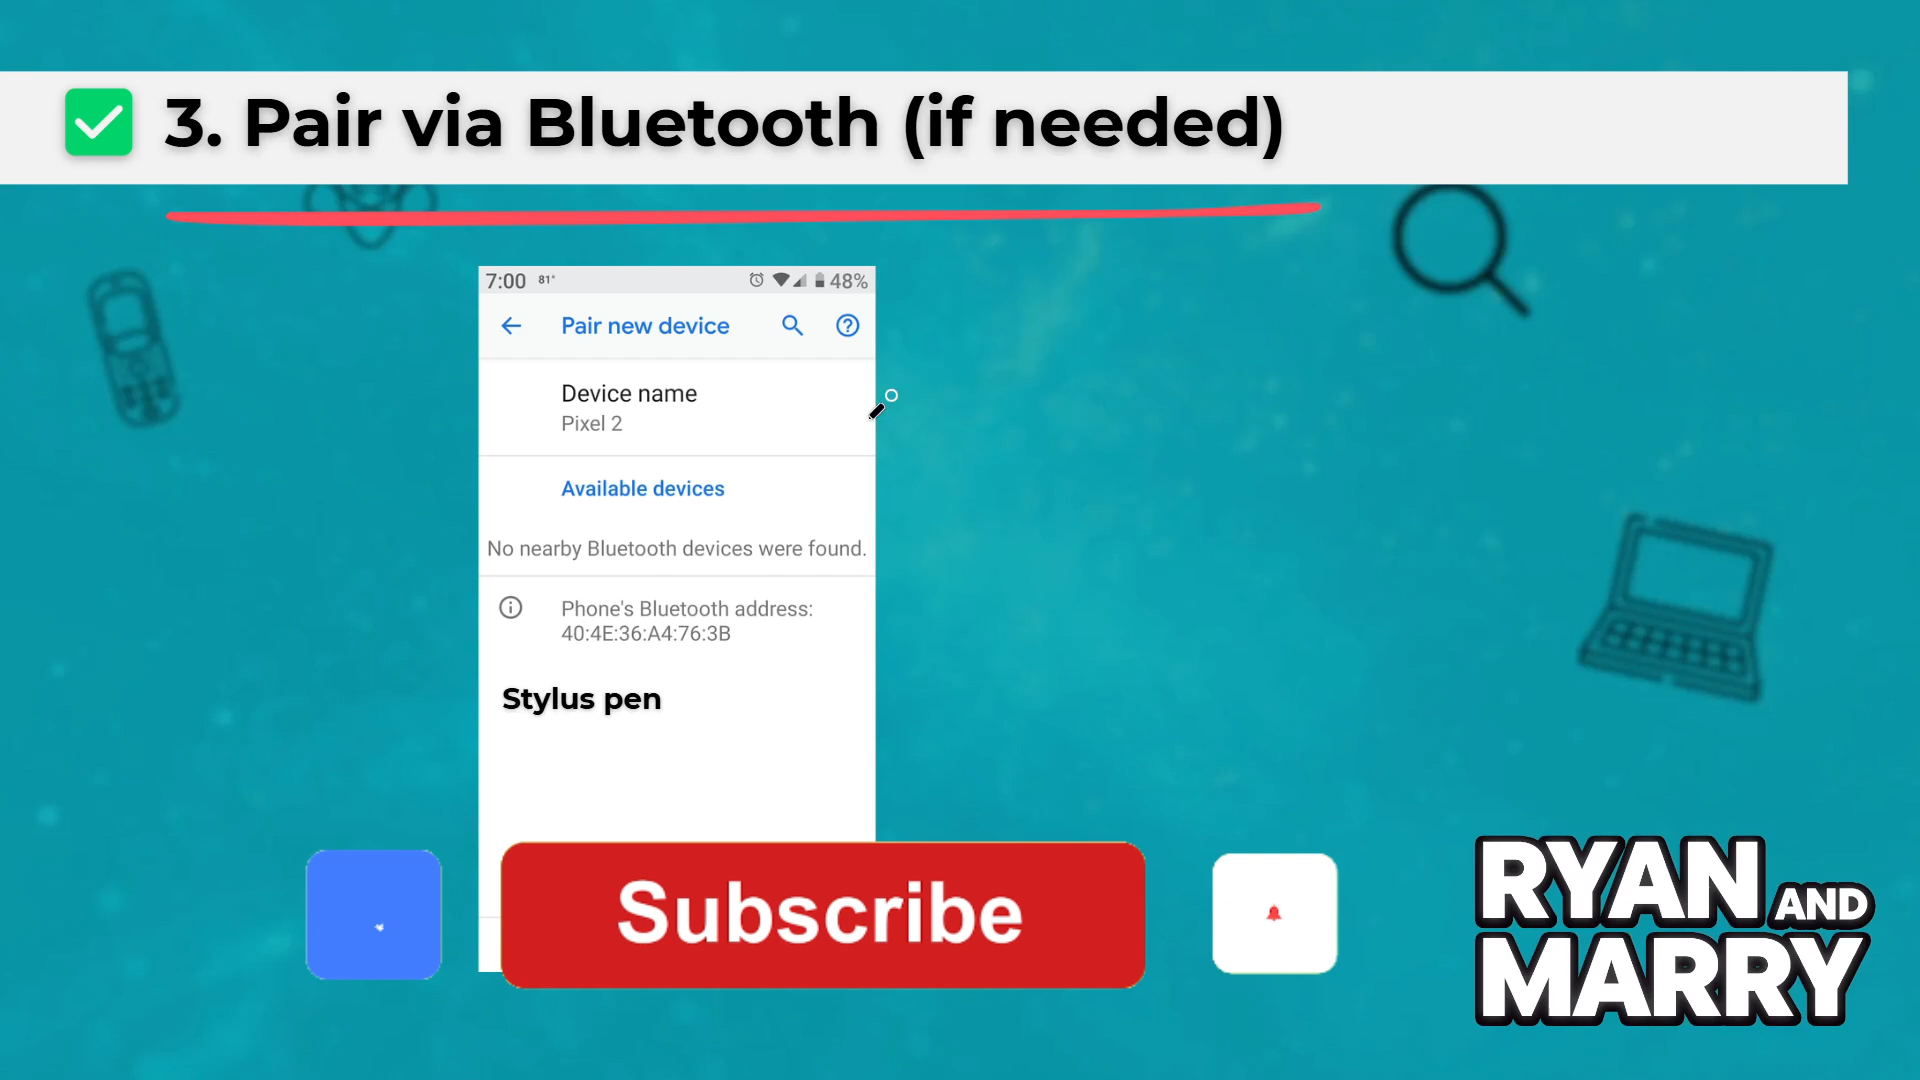 3. Pair via Bluetooth (if needed)
7:00 81° 48%
Pair new device
Device name
Pixel 2
Available devices
No nearby Bluetooth devices were found.
Phone's Bluetooth address:
40:4E:36:A4:76:3B
Stylus pen
Subscribe
RYAN AND
MARRY